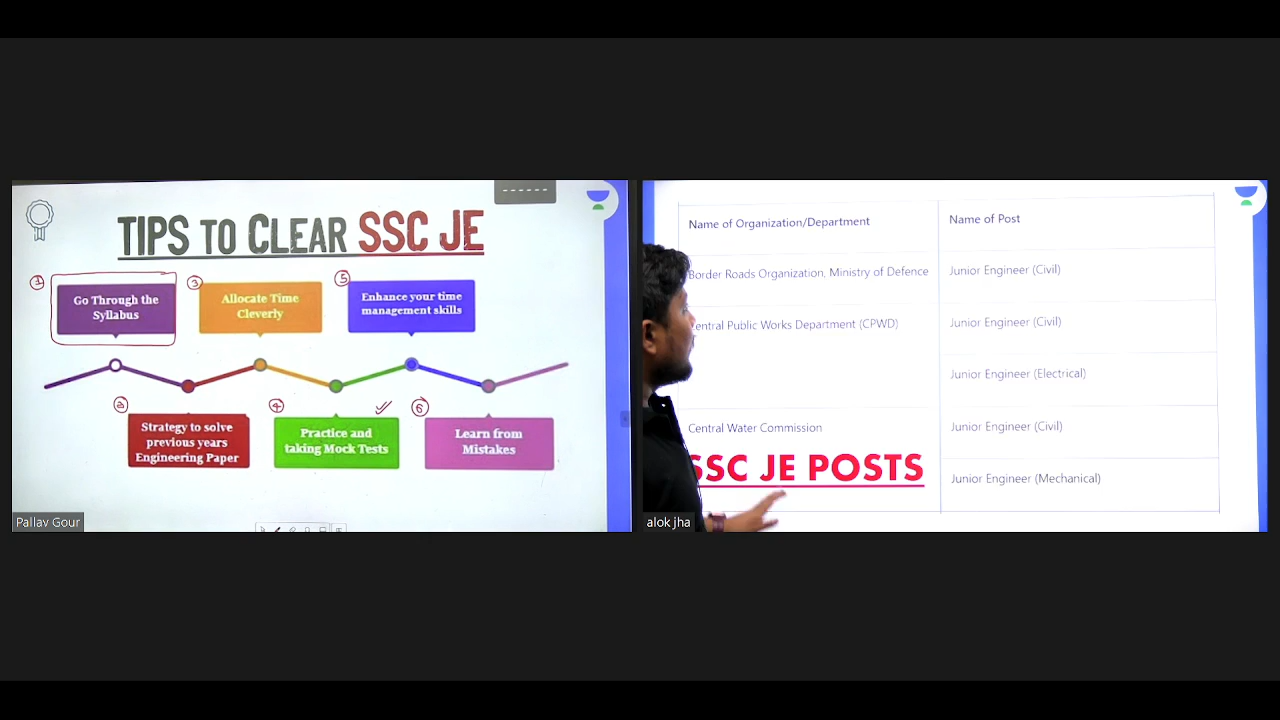 TIPS TO CLEAR SSC JE
1
Go Through the
Syllabus
3
Allocate Time
Cleverly
5
Enhance your time
management skills
Strategy to solve
previous years
Engineering Paper
4
Practice and
taking Mock Tests
6
Learn from
Mistakes
Pallav Gour
Name of Organization/Department
Name of Post
Border Roads Organization, Ministry of Defence
Junior Engineer (Civil)
entral Public Works Department (CPWD)
Junior Engineer (Civil)
Junior Engineer (Electrical)
Central Water Commission
Junior Engineer (Civil)
SSC JE POSTS
Junior Engineer (Mechanical)
alok jha